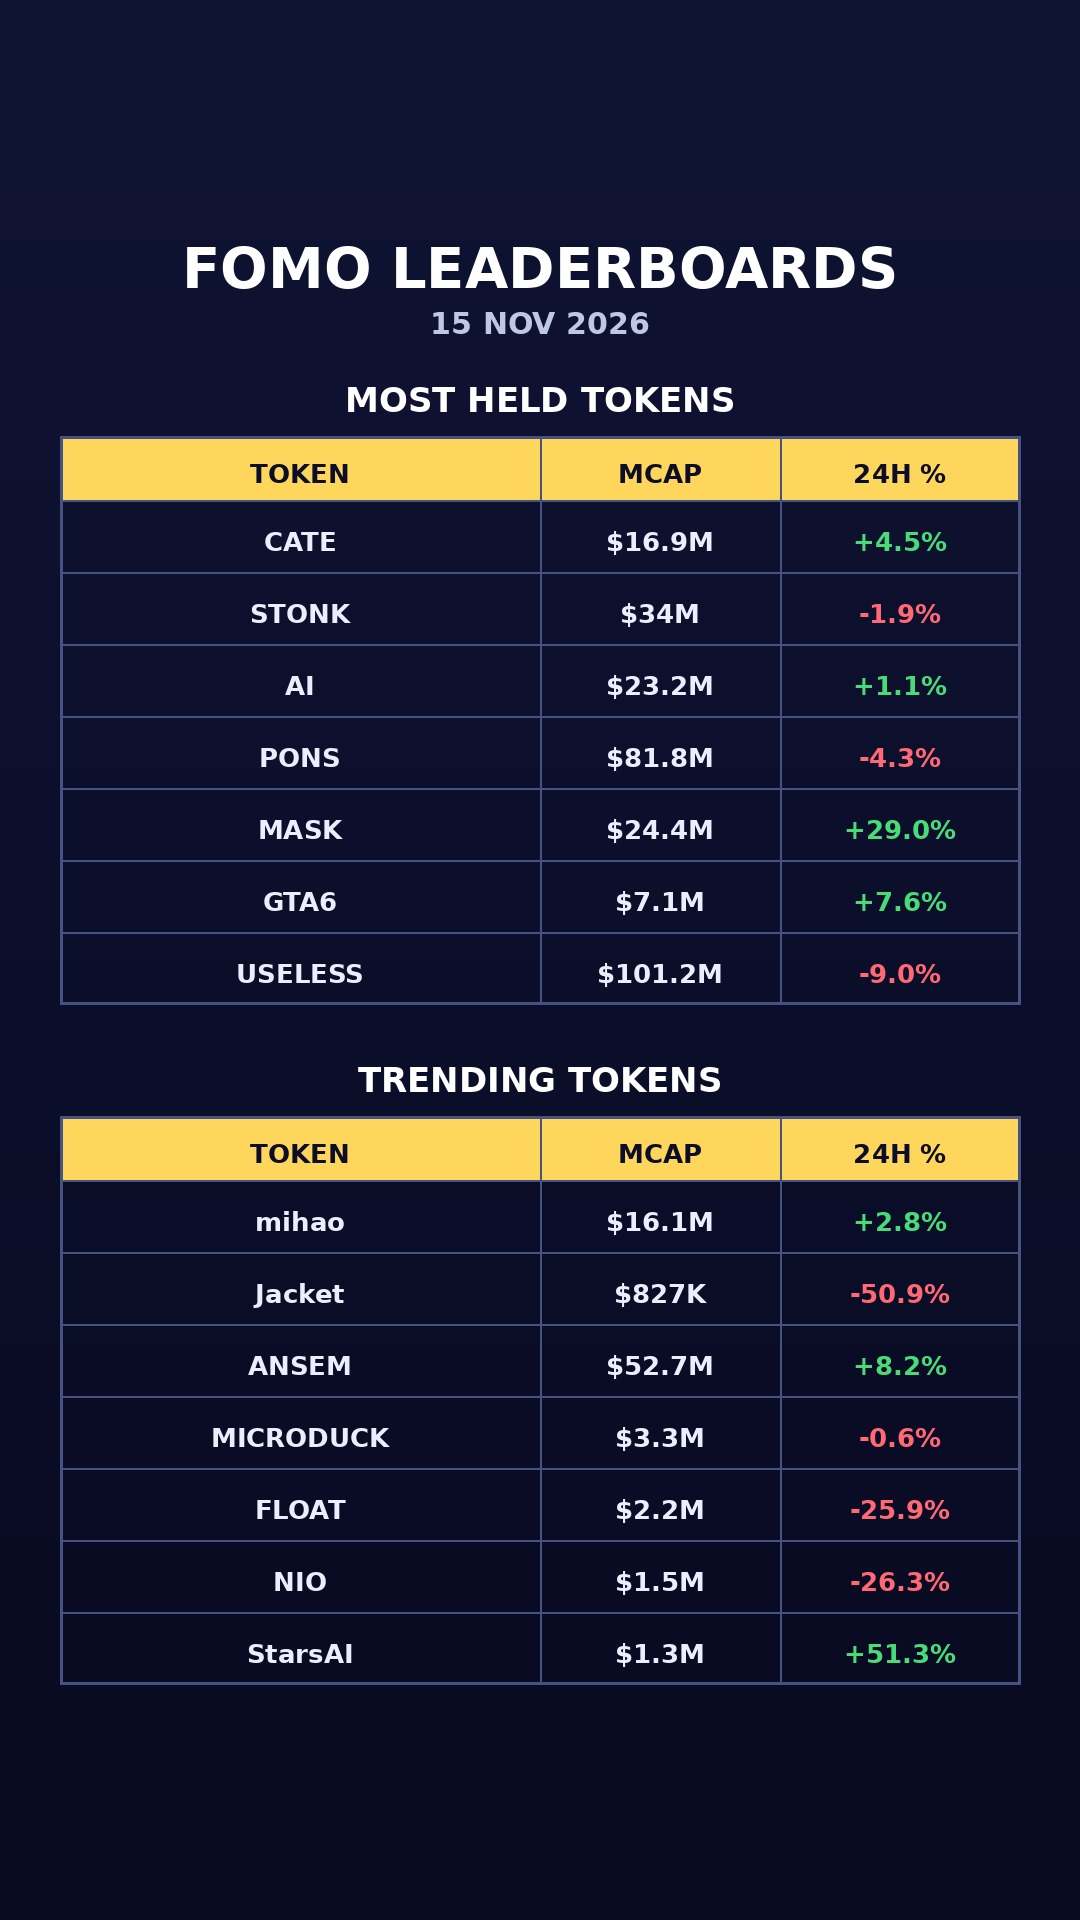 FOMO LEADERBOARDS
15 NOV 2026
MOST HELD TOKENS
TOKEN MCAP 24H %
CATE $16.9M +4.5%
STONK $34M -1.9%
AI $23.2M +1.1%
PONS $81.8M -4.3%
MASK $24.4M +29.0%
GTA6 $7.1M +7.6%
USELESS $101.2M -9.0%
TRENDING TOKENS
TOKEN MCAP 24H %
mihao $16.1M +2.8%
Jacket $827K -50.9%
ANSEM $52.7M +8.2%
MICRODUCK $3.3M -0.6%
FLOAT $2.2M -25.9%
NIO $1.5M -26.3%
StarsAI $1.3M +51.3%